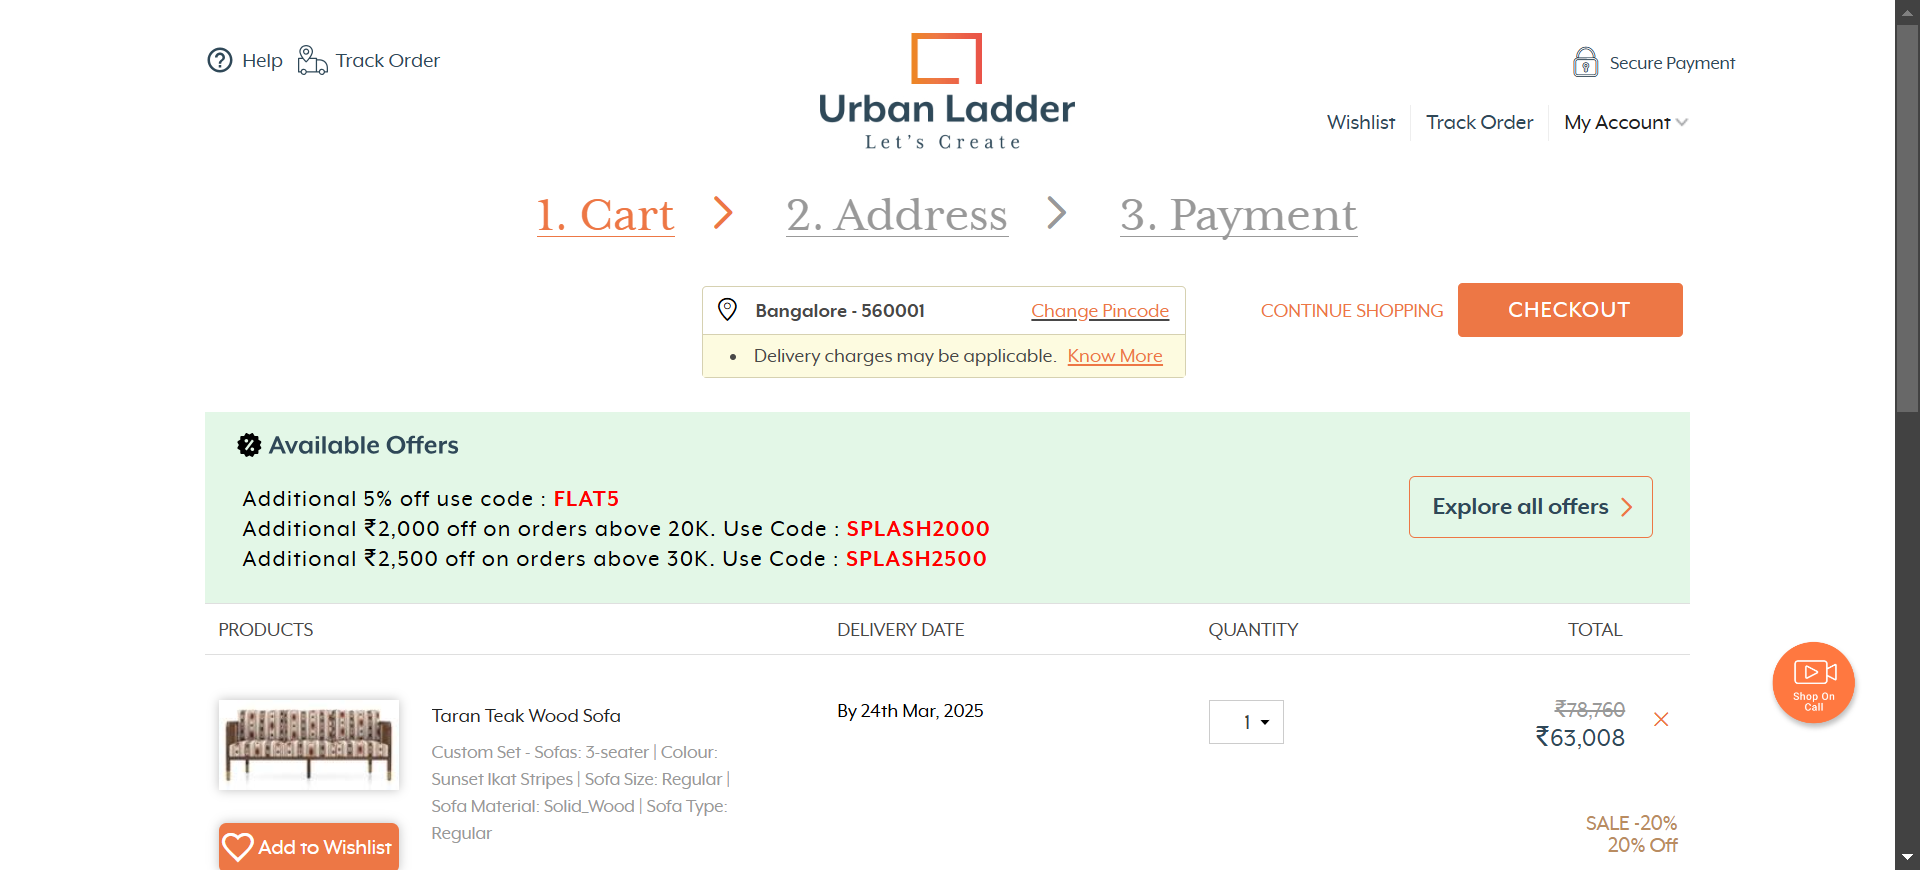 Help
Track Order
Urban Ladder
Let's Create
Secure Payment
Wishlist
Track Order
My Account
1. Cart
2. Address
3. Payment
Bangalore - 560001
Change Pincode
Delivery charges may be applicable. Know More
CONTINUE SHOPPING
CHECKOUT
Available Offers
Additional 5% off use code : FLAT5
Additional ₹2,000 off on orders above 20K. Use Code : SPLASH2000
Additional ₹2,500 off on orders above 30K. Use Code : SPLASH2500
Explore all offers
PRODUCTS
DELIVERY DATE
QUANTITY
TOTAL
Taran Teak Wood Sofa
Custom Set - Sofas: 3-seater | Colour:
Sunset Ikat Stripes | Sofa Size: Regular |
Sofa Material: Solid_Wood | Sofa Type:
Regular
Add to Wishlist
By 24th Mar, 2025
1
₹78,760
₹63,008
SALE -20%
20% Off
Shop On
Call